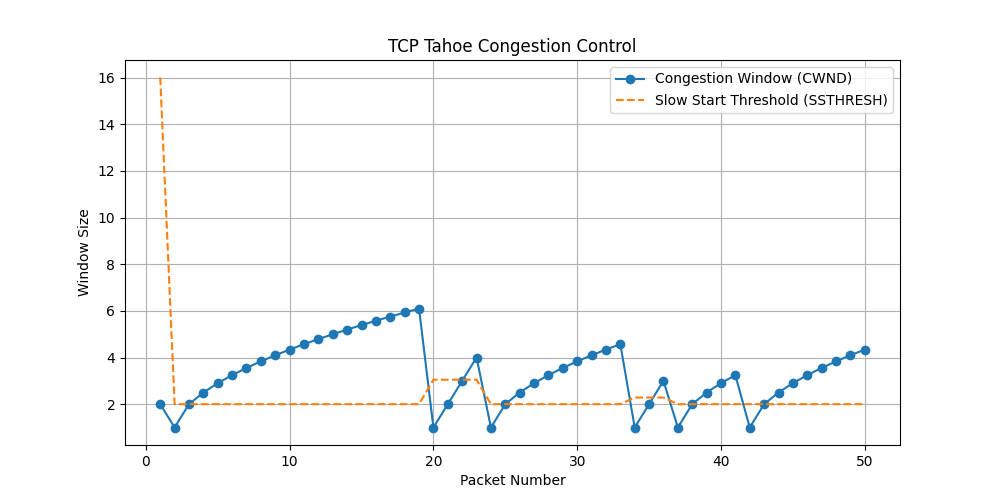 TCP Tahoe Congestion Control
Congestion Window (CWND)
Slow Start Threshold (SSTHRESH)
Window Size
16
14
12
10
8
6
4
2
0
10
20
30
40
50
Packet Number